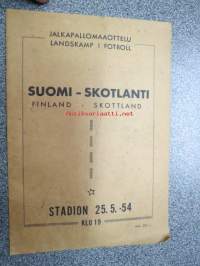 JALKAPALLOMAAOTTELU
LANDSKAMP I FOTBOLL
SUOMI - SKOTLANTI
FINLAND : SKOTTLAND
STADION 25.5.-54
KLO 19